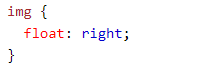 img {
  float: right;
}